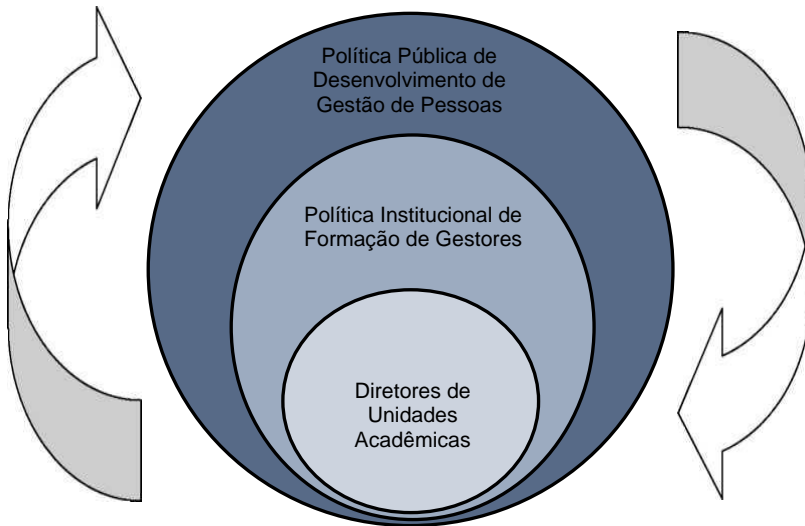 Política Pública de
Desenvolvimento de
Gestão de Pessoas
Política Institucional de
Formação de Gestores
Diretores de
Unidades
Acadêmicas